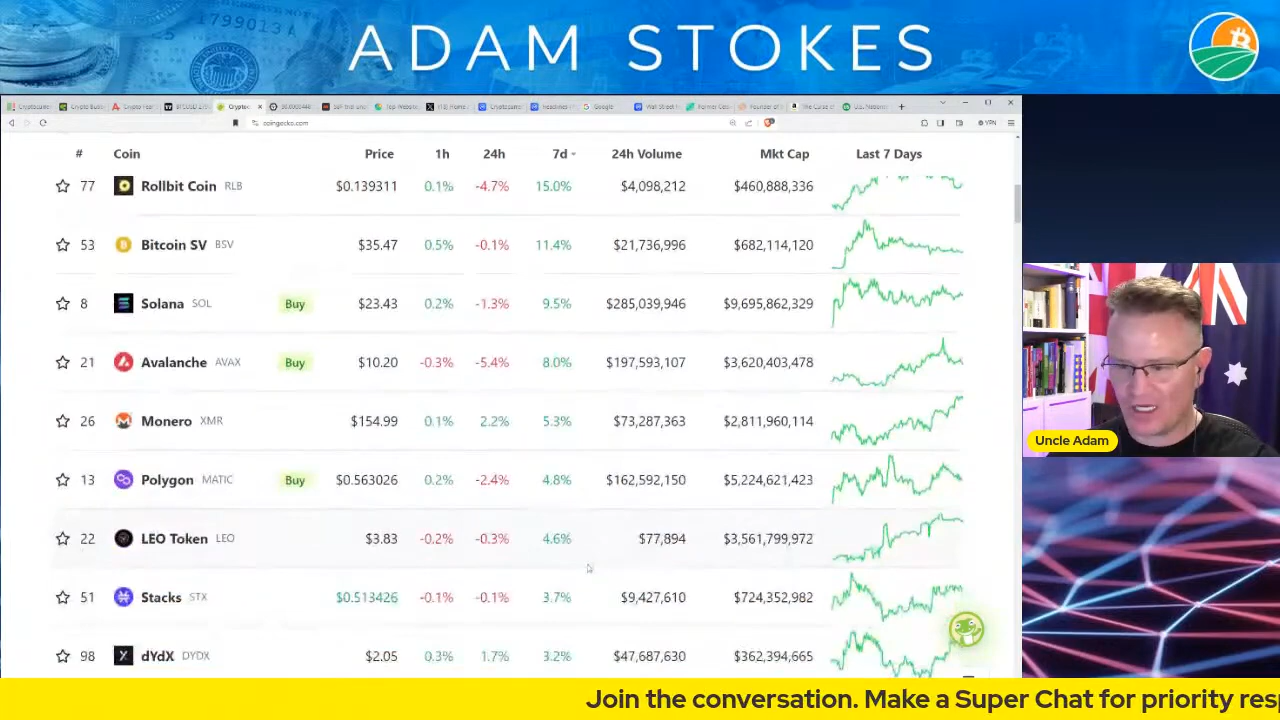 ADAM STOKES
coingecko.com
VPN
# Coin Price 1h 24h 7d 24h Volume Mkt Cap Last 7 Days
77 Rollbit Coin RLB $0.139311 0.1% -4.7% 15.0% $4,098,212 $460,888,336
53 Bitcoin SV BSV $35.47 0.5% -0.1% 11.4% $21,736,996 $682,114,120
8 Solana SOL Buy $23.43 0.2% -1.3% 9.5% $285,039,946 $9,695,862,329
21 Avalanche AVAX Buy $10.20 -0.3% -5.4% 8.0% $197,593,107 $3,620,403,478
26 Monero XMR $154.99 0.1% 2.2% 5.3% $73,287,363 $2,811,960,114
13 Polygon MATIC Buy $0.563026 0.2% -2.4% 4.8% $162,592,150 $5,224,621,423
22 LEO Token LEO $3.83 -0.2% -0.3% 4.6% $77,894 $3,561,799,972
51 Stacks STX $0.513426 -0.1% -0.1% 3.7% $9,427,610 $724,352,982
98 dYdX DYDX $2.05 0.3% 1.7% 3.2% $47,687,630 $362,394,665
Uncle Adam
Join the conversation. Make a Super Chat for priority resp